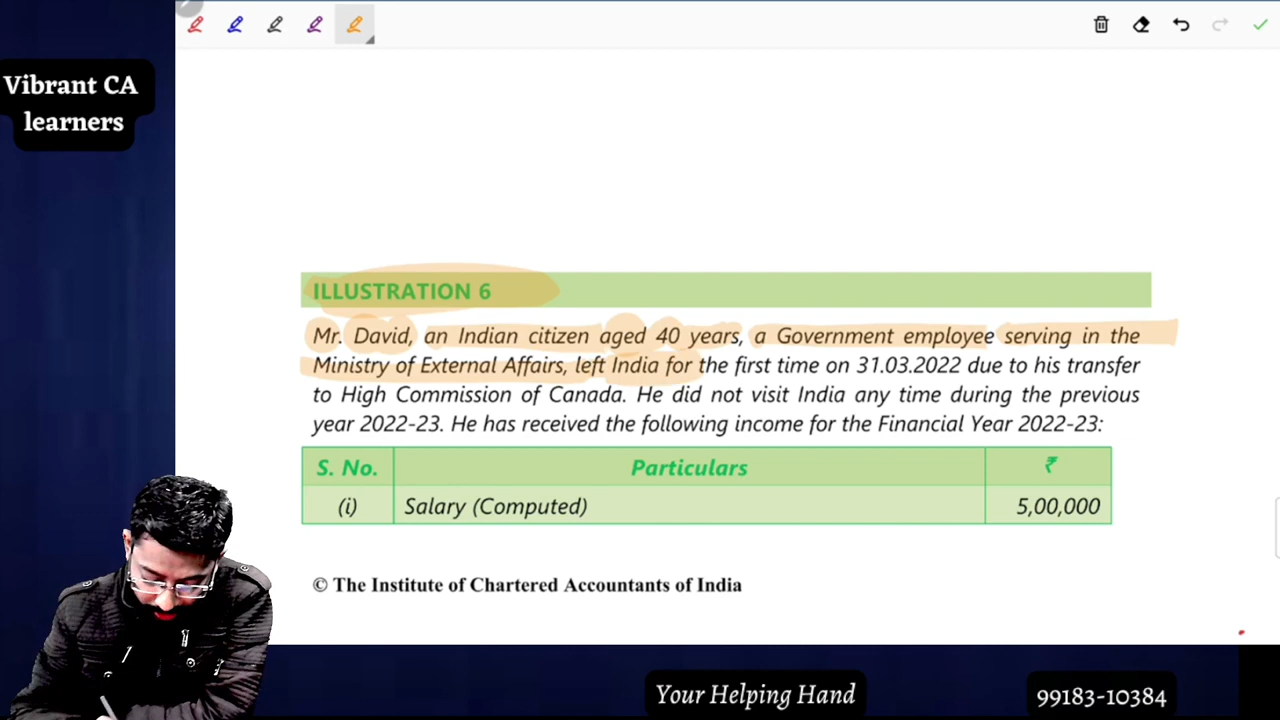 Vibrant CA
learners
ILLUSTRATION 6
Mr. David, an Indian citizen aged 40 years, a Government employee serving in the
Ministry of External Affairs, left India for the first time on 31.03.2022 due to his transfer
to High Commission of Canada. He did not visit India any time during the previous
year 2022-23. He has received the following income for the Financial Year 2022-23:
S. No. Particulars ₹
(i) Salary (Computed) 5,00,000
© The Institute of Chartered Accountants of India
Your Helping Hand
99183-10384